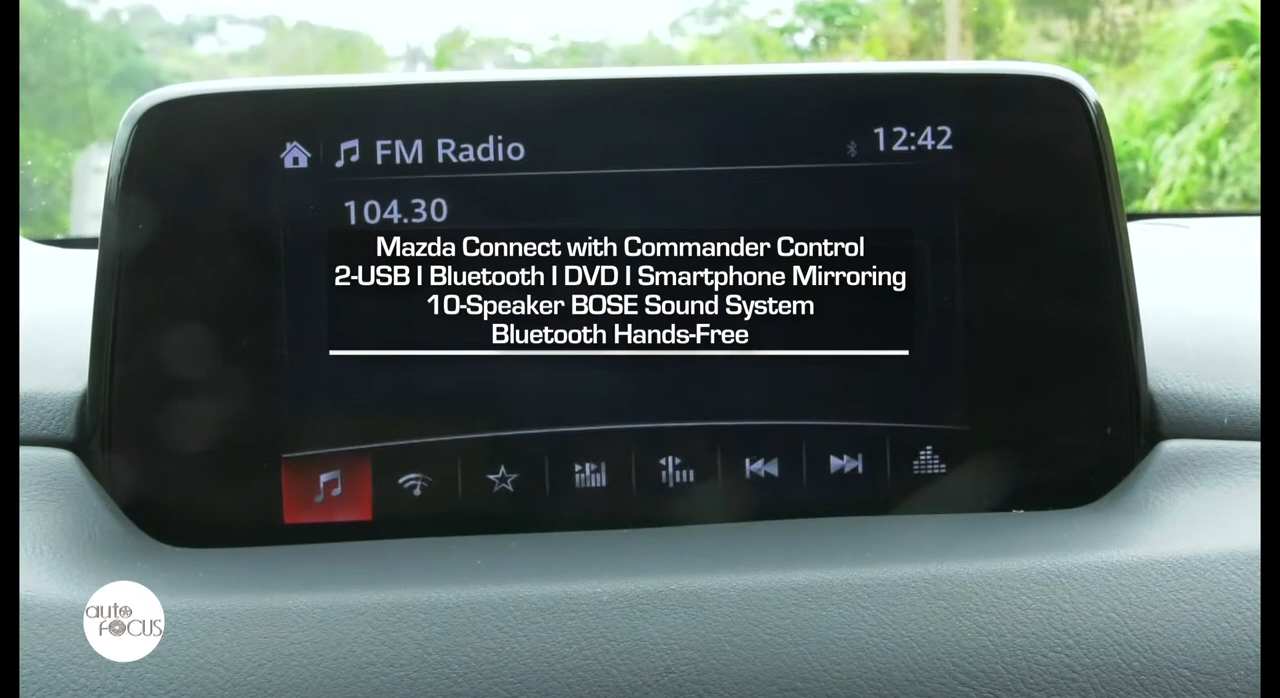 FM Radio
12:42
104.30
Mazda Connect with Commander Control
2-USB | Bluetooth | DVD | Smartphone Mirroring
10-Speaker BOSE Sound System
Bluetooth Hands-Free
auto
FOCUS